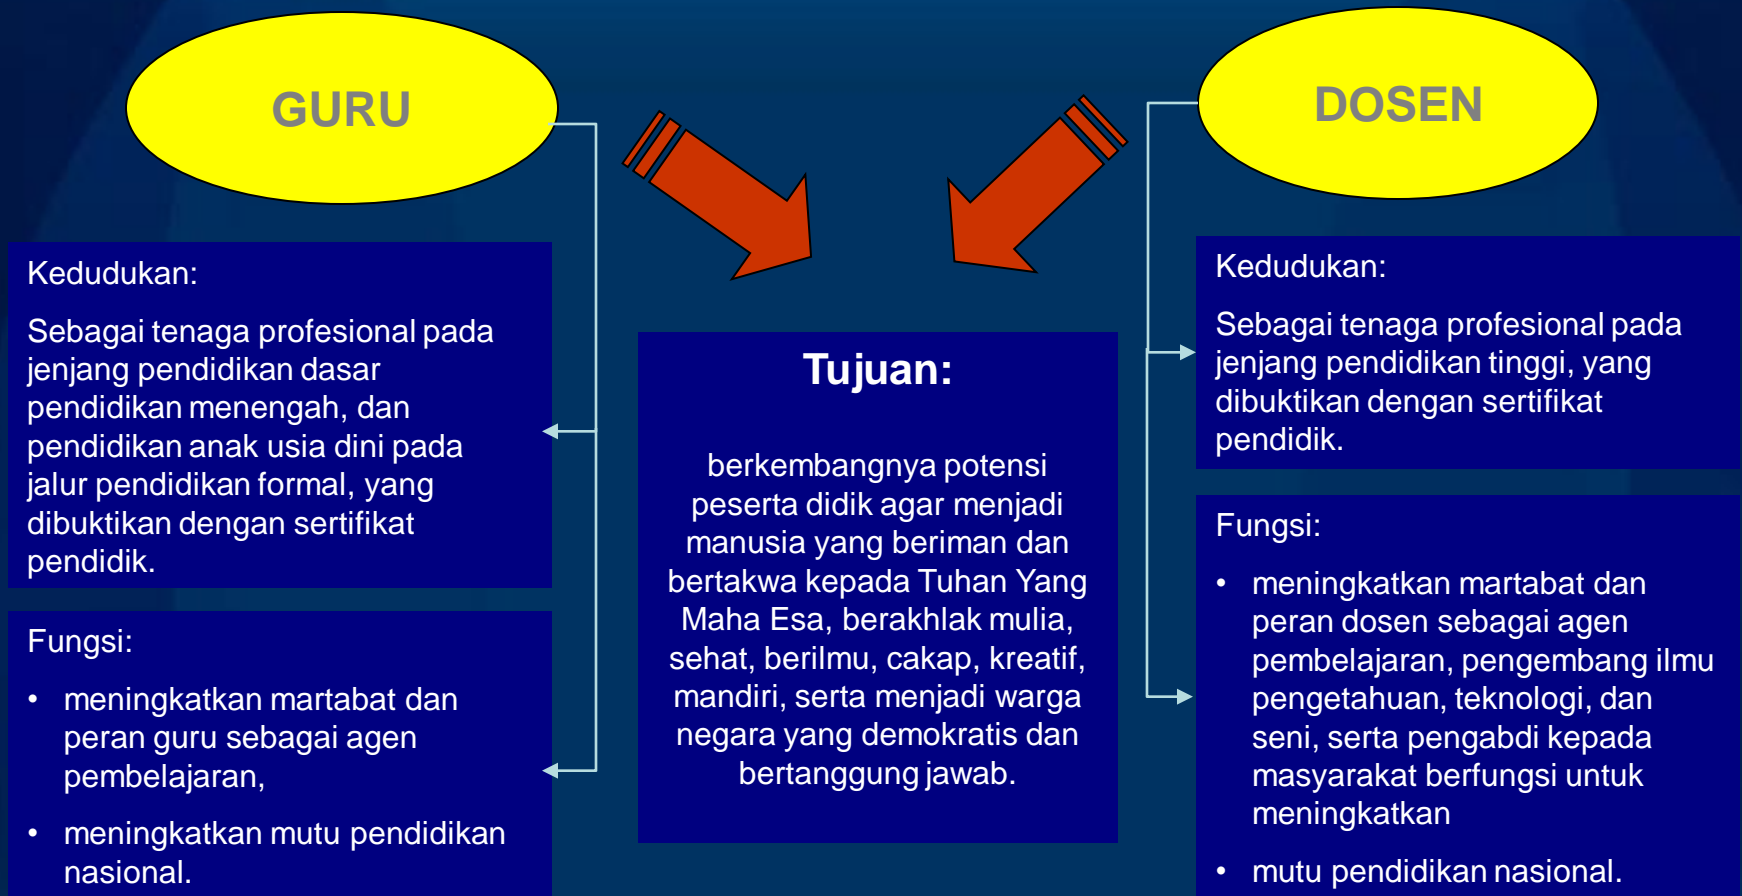 GURU
Kedudukan:
Sebagai tenaga profesional pada
jenjang pendidikan dasar
pendidikan menengah, dan
pendidikan anak usia dini pada
jalur pendidikan formal, yang
dibuktikan dengan sertifikat
pendidik.
Fungsi:
• meningkatkan martabat dan
peran guru sebagai agen
pembelajaran,
• meningkatkan mutu pendidikan
nasional.
Tujuan:
berkembangnya potensi
peserta didik agar menjadi
manusia yang beriman dan
bertakwa kepada Tuhan Yang
Maha Esa, berakhlak mulia,
sehat, berilmu, cakap, kreatif,
mandiri, serta menjadi warga
negara yang demokratis dan
bertanggung jawab.
DOSEN
Kedudukan:
Sebagai tenaga profesional pada
jenjang pendidikan tinggi, yang
dibuktikan dengan sertifikat
pendidik.
Fungsi:
• meningkatkan martabat dan
peran dosen sebagai agen
pembelajaran, pengembang ilmu
pengetahuan, teknologi, dan
seni, serta pengabdi kepada
masyarakat berfungsi untuk
meningkatkan
• mutu pendidikan nasional.